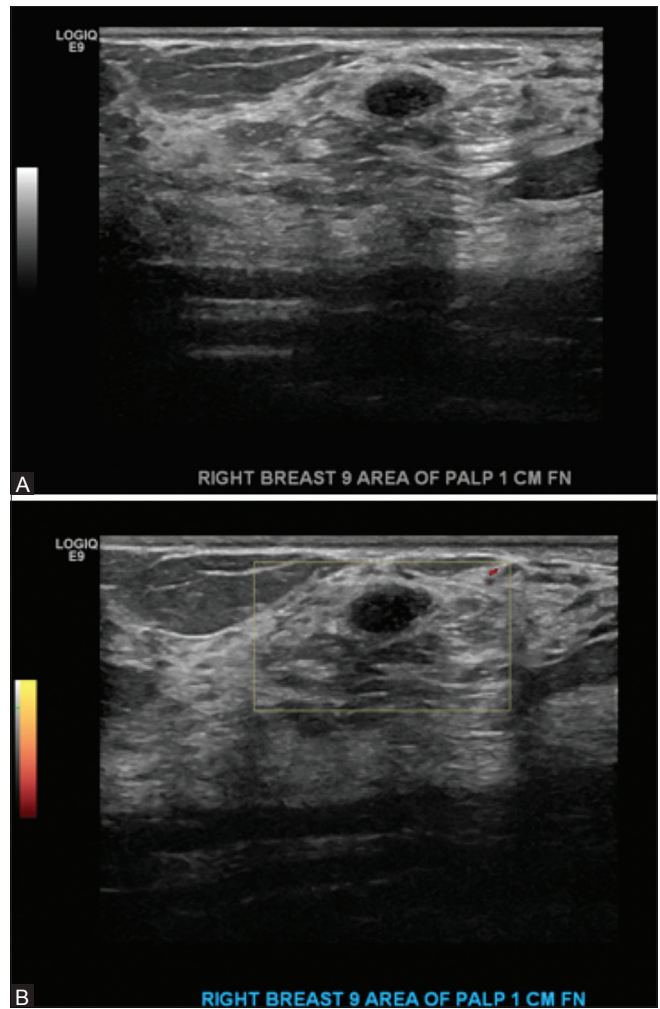 LOGIQ
E9
RIGHT BREAST 9 AREA OF PALP 1 CM FN
A
LOGIQ
E9
RIGHT BREAST 9 AREA OF PALP 1 CM FN
B